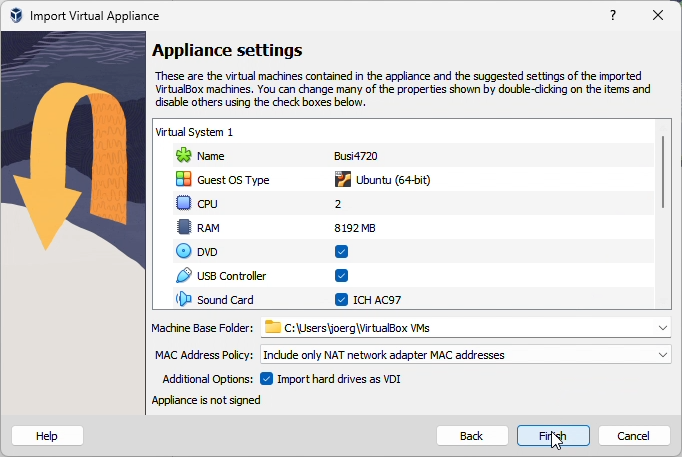 Import Virtual Appliance
?
Appliance settings
These are the virtual machines contained in the appliance and the suggested settings of the imported
VirtualBox machines. You can change many of the properties shown by double-clicking on the items and
disable others using the check boxes below.
Virtual System 1
Name Busi4720
Guest OS Type Ubuntu (64-bit)
CPU 2
RAM 8192 MB
DVD
USB Controller
Sound Card ICH AC97
Machine Base Folder: C:\Users\joerg\VirtualBox VMs
MAC Address Policy: Include only NAT network adapter MAC addresses
Additional Options: Import hard drives as VDI
Appliance is not signed
Help Back Finish Cancel